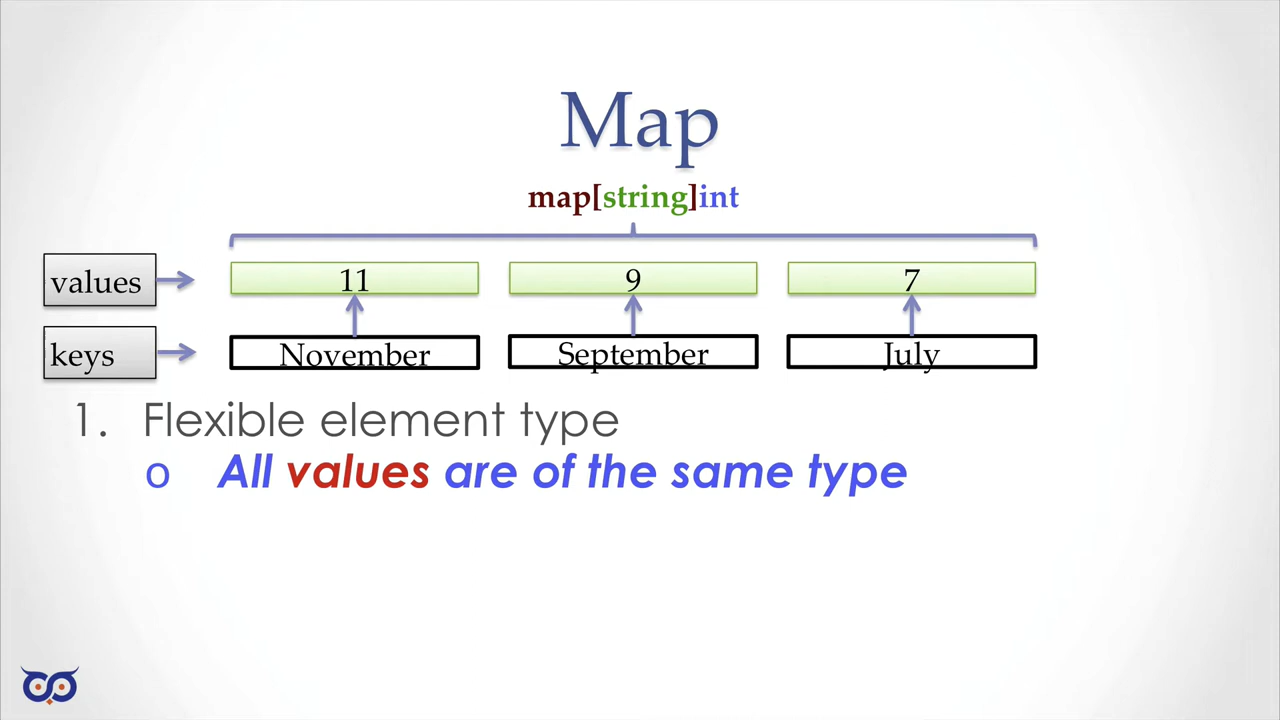 Map
map[string]int
values 11 9 7
keys November September July
1. Flexible element type
o All values are of the same type